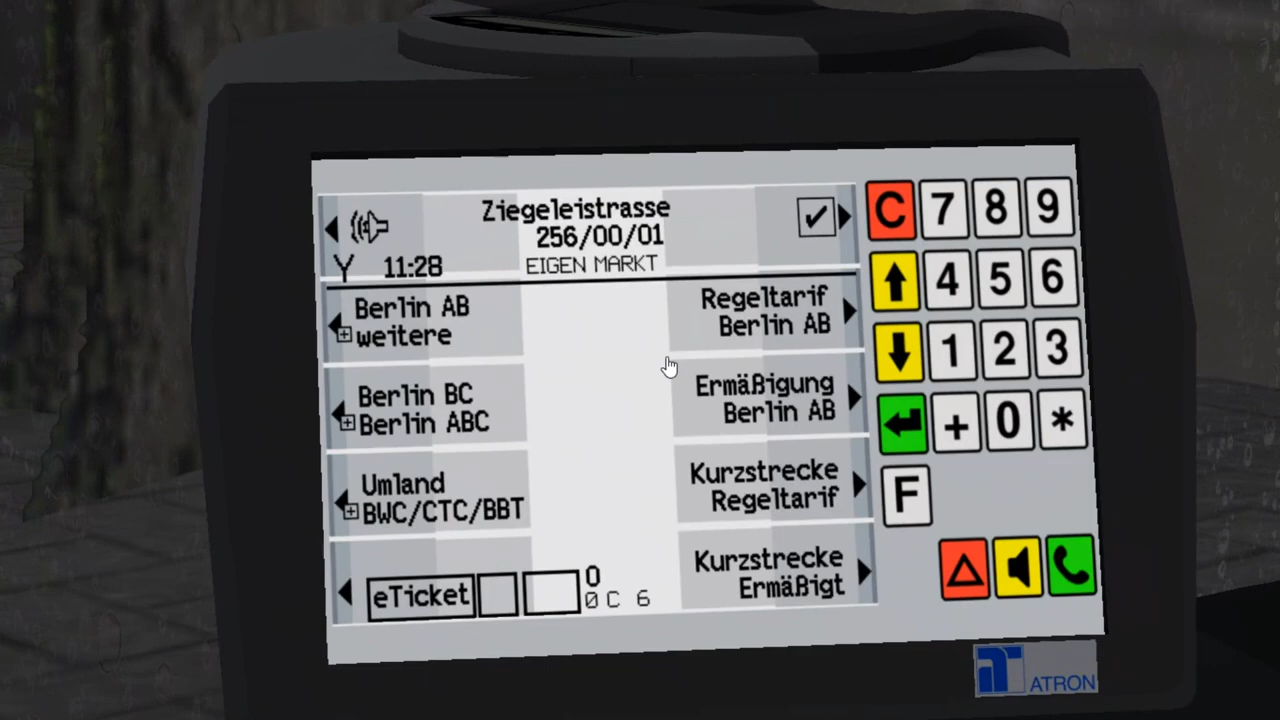 Ziegeleistrasse
256/00/01
Y 11:28 EIGEN MARKT
Berlin AB
weitere
Regeltarif
Berlin AB
Berlin BC
Berlin ABC
Ermäßigung
Berlin AB
Umland
BWC/CTC/BBT
Kurzstrecke
Regeltarif
eTicket
0
0C 6
Kurzstrecke
Ermäßigt
C 7 8 9
4 5 6
1 2 3
+ 0 *
F
aT ATRON